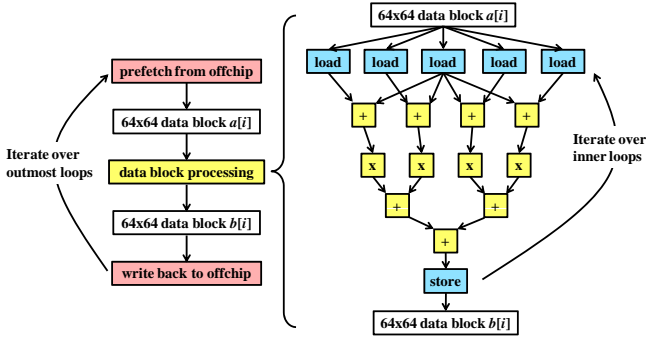 64x64 data block a[i]
load
load
load
load
load
prefetch from offchip
+
+
+
+
64x64 data block a[i]
Iterate over
outmost loops
Iterate over
inner loops
data block processing
x
x
x
x
+
+
64x64 data block b[i]
+
write back to offchip
store
64x64 data block b[i]